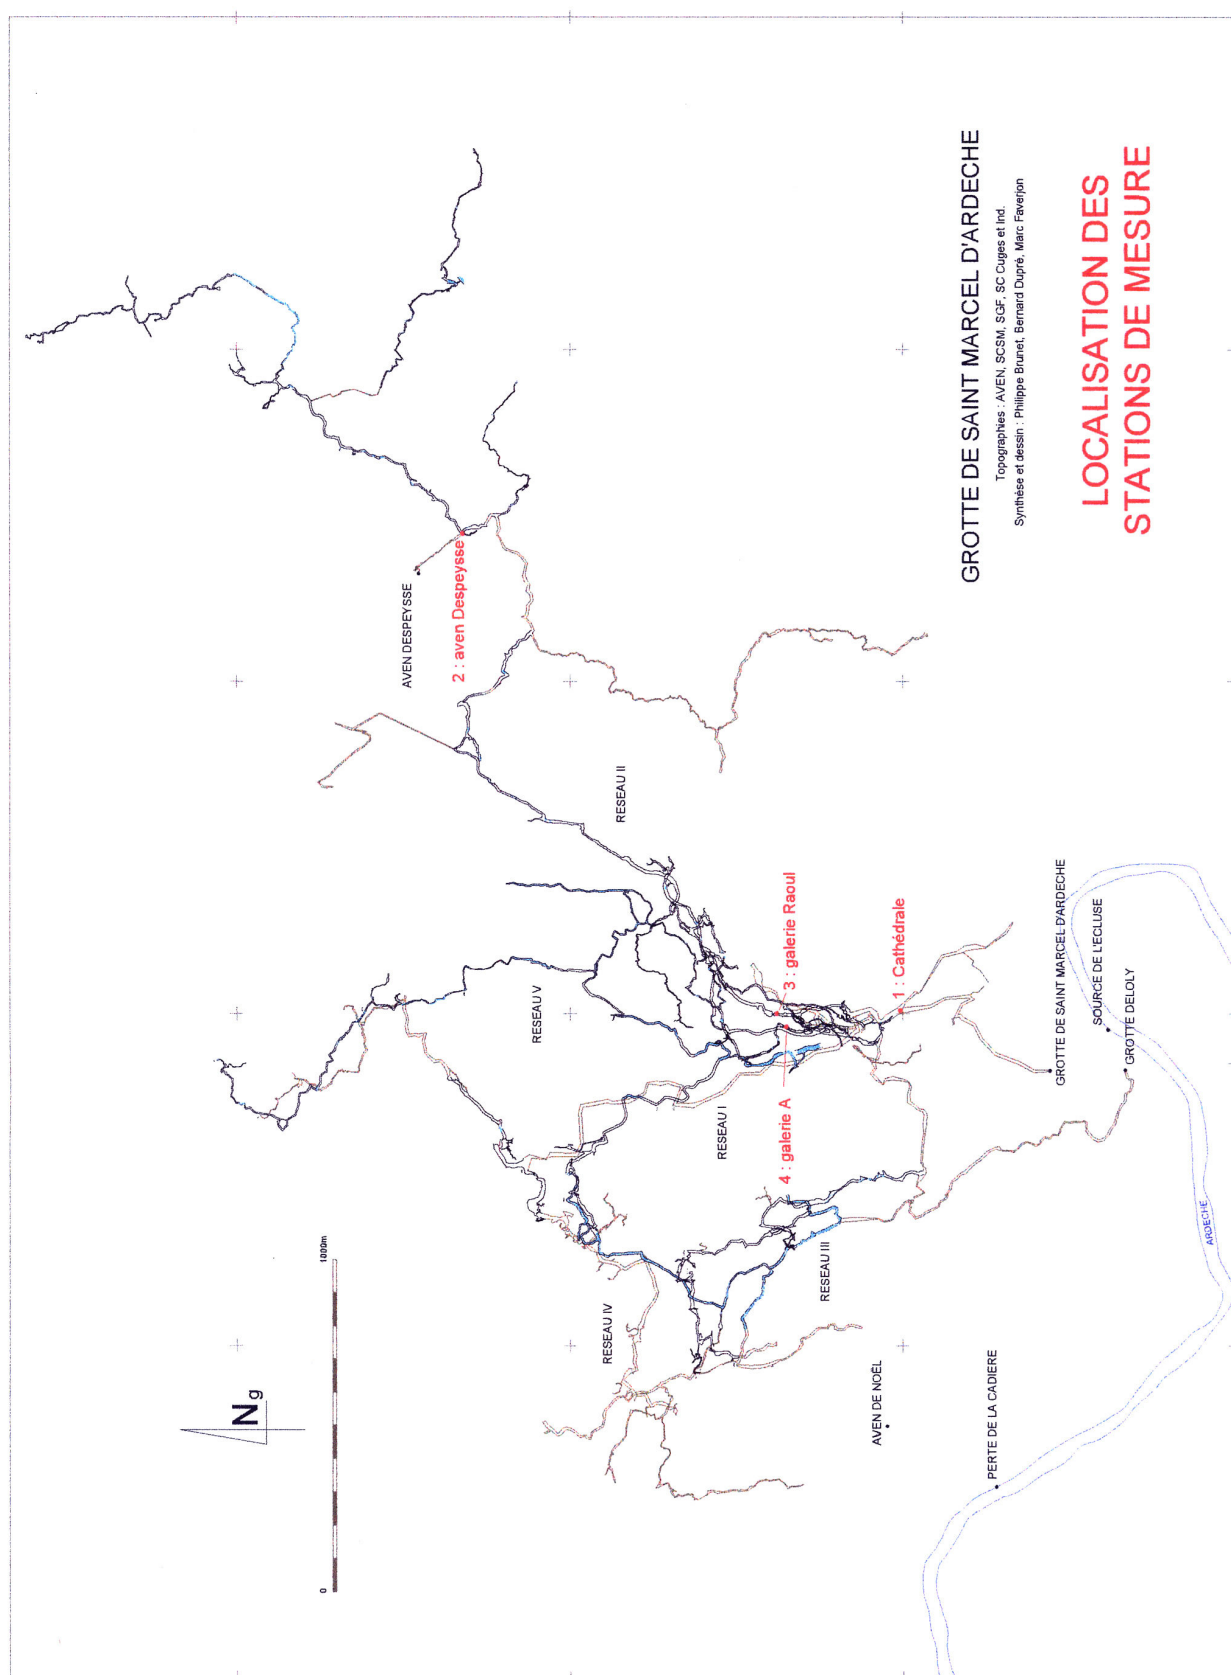 GROTTE DE SAINT MARCEL D'ARDECHE
Topographies : AVEN, SCSM, SGF, SC Cuges et Ind.
Synthèse et dessin : Philippe Brunet, Bernard Dupré, Marc Faverjon
LOCALISATION DES
STATIONS DE MESURE
Ng
0
1000m
AVEN DESPEYSSE
2 : aven Despeysse
RESEAU II
RESEAU V
RESEAU I
RESEAU IV
RESEAU III
3 : galerie Raoul
4 : galerie A
1 : Cathédrale
AVEN DE NOËL
PERTE DE LA CADIERE
GROTTE DE SAINT MARCEL D'ARDECHE
SOURCE DE L'ECLUSE
GROTTE DELOLY
ARDECHE